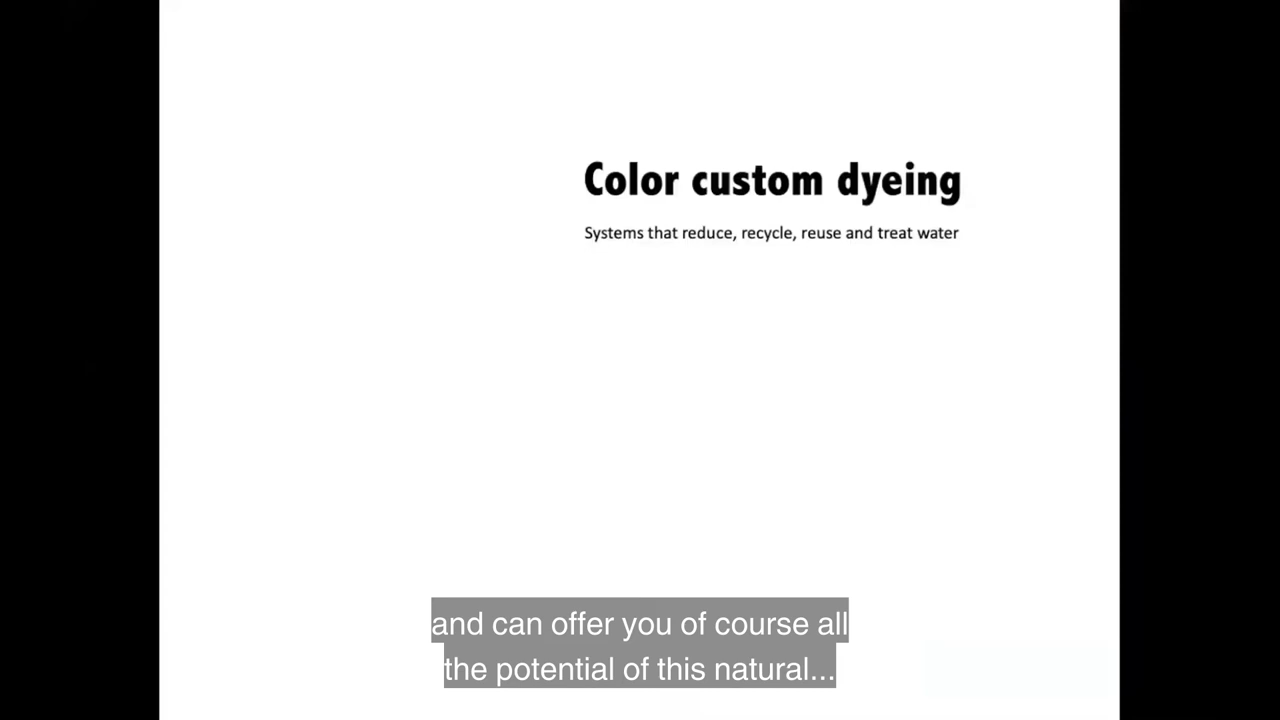 Color custom dyeing
Systems that reduce, recycle, reuse and treat water
and can offer you of course all
the potential of this natural...